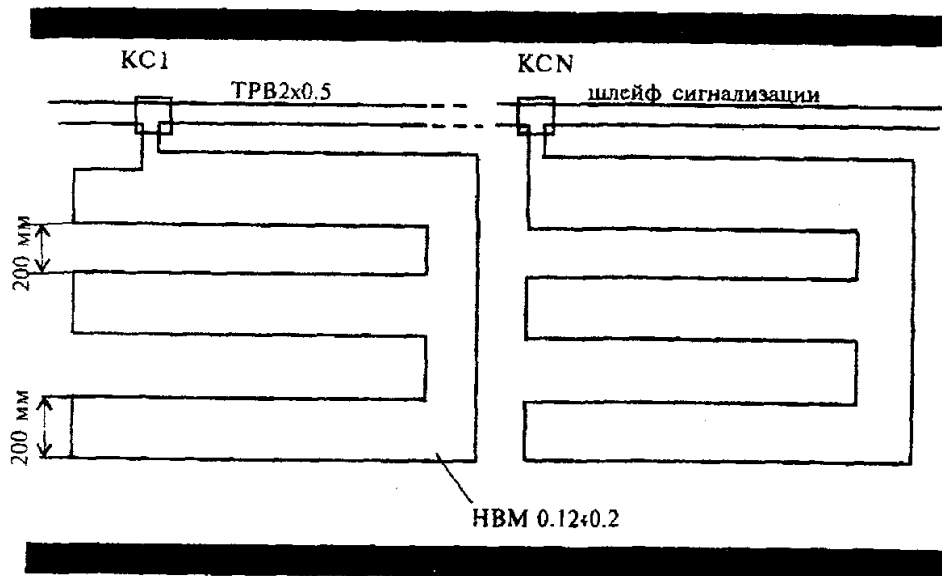 КС1
КСN
ТРВ2х0.5
шлейф сигнализации
200 мм
200 мм
НВМ 0.12÷0.2